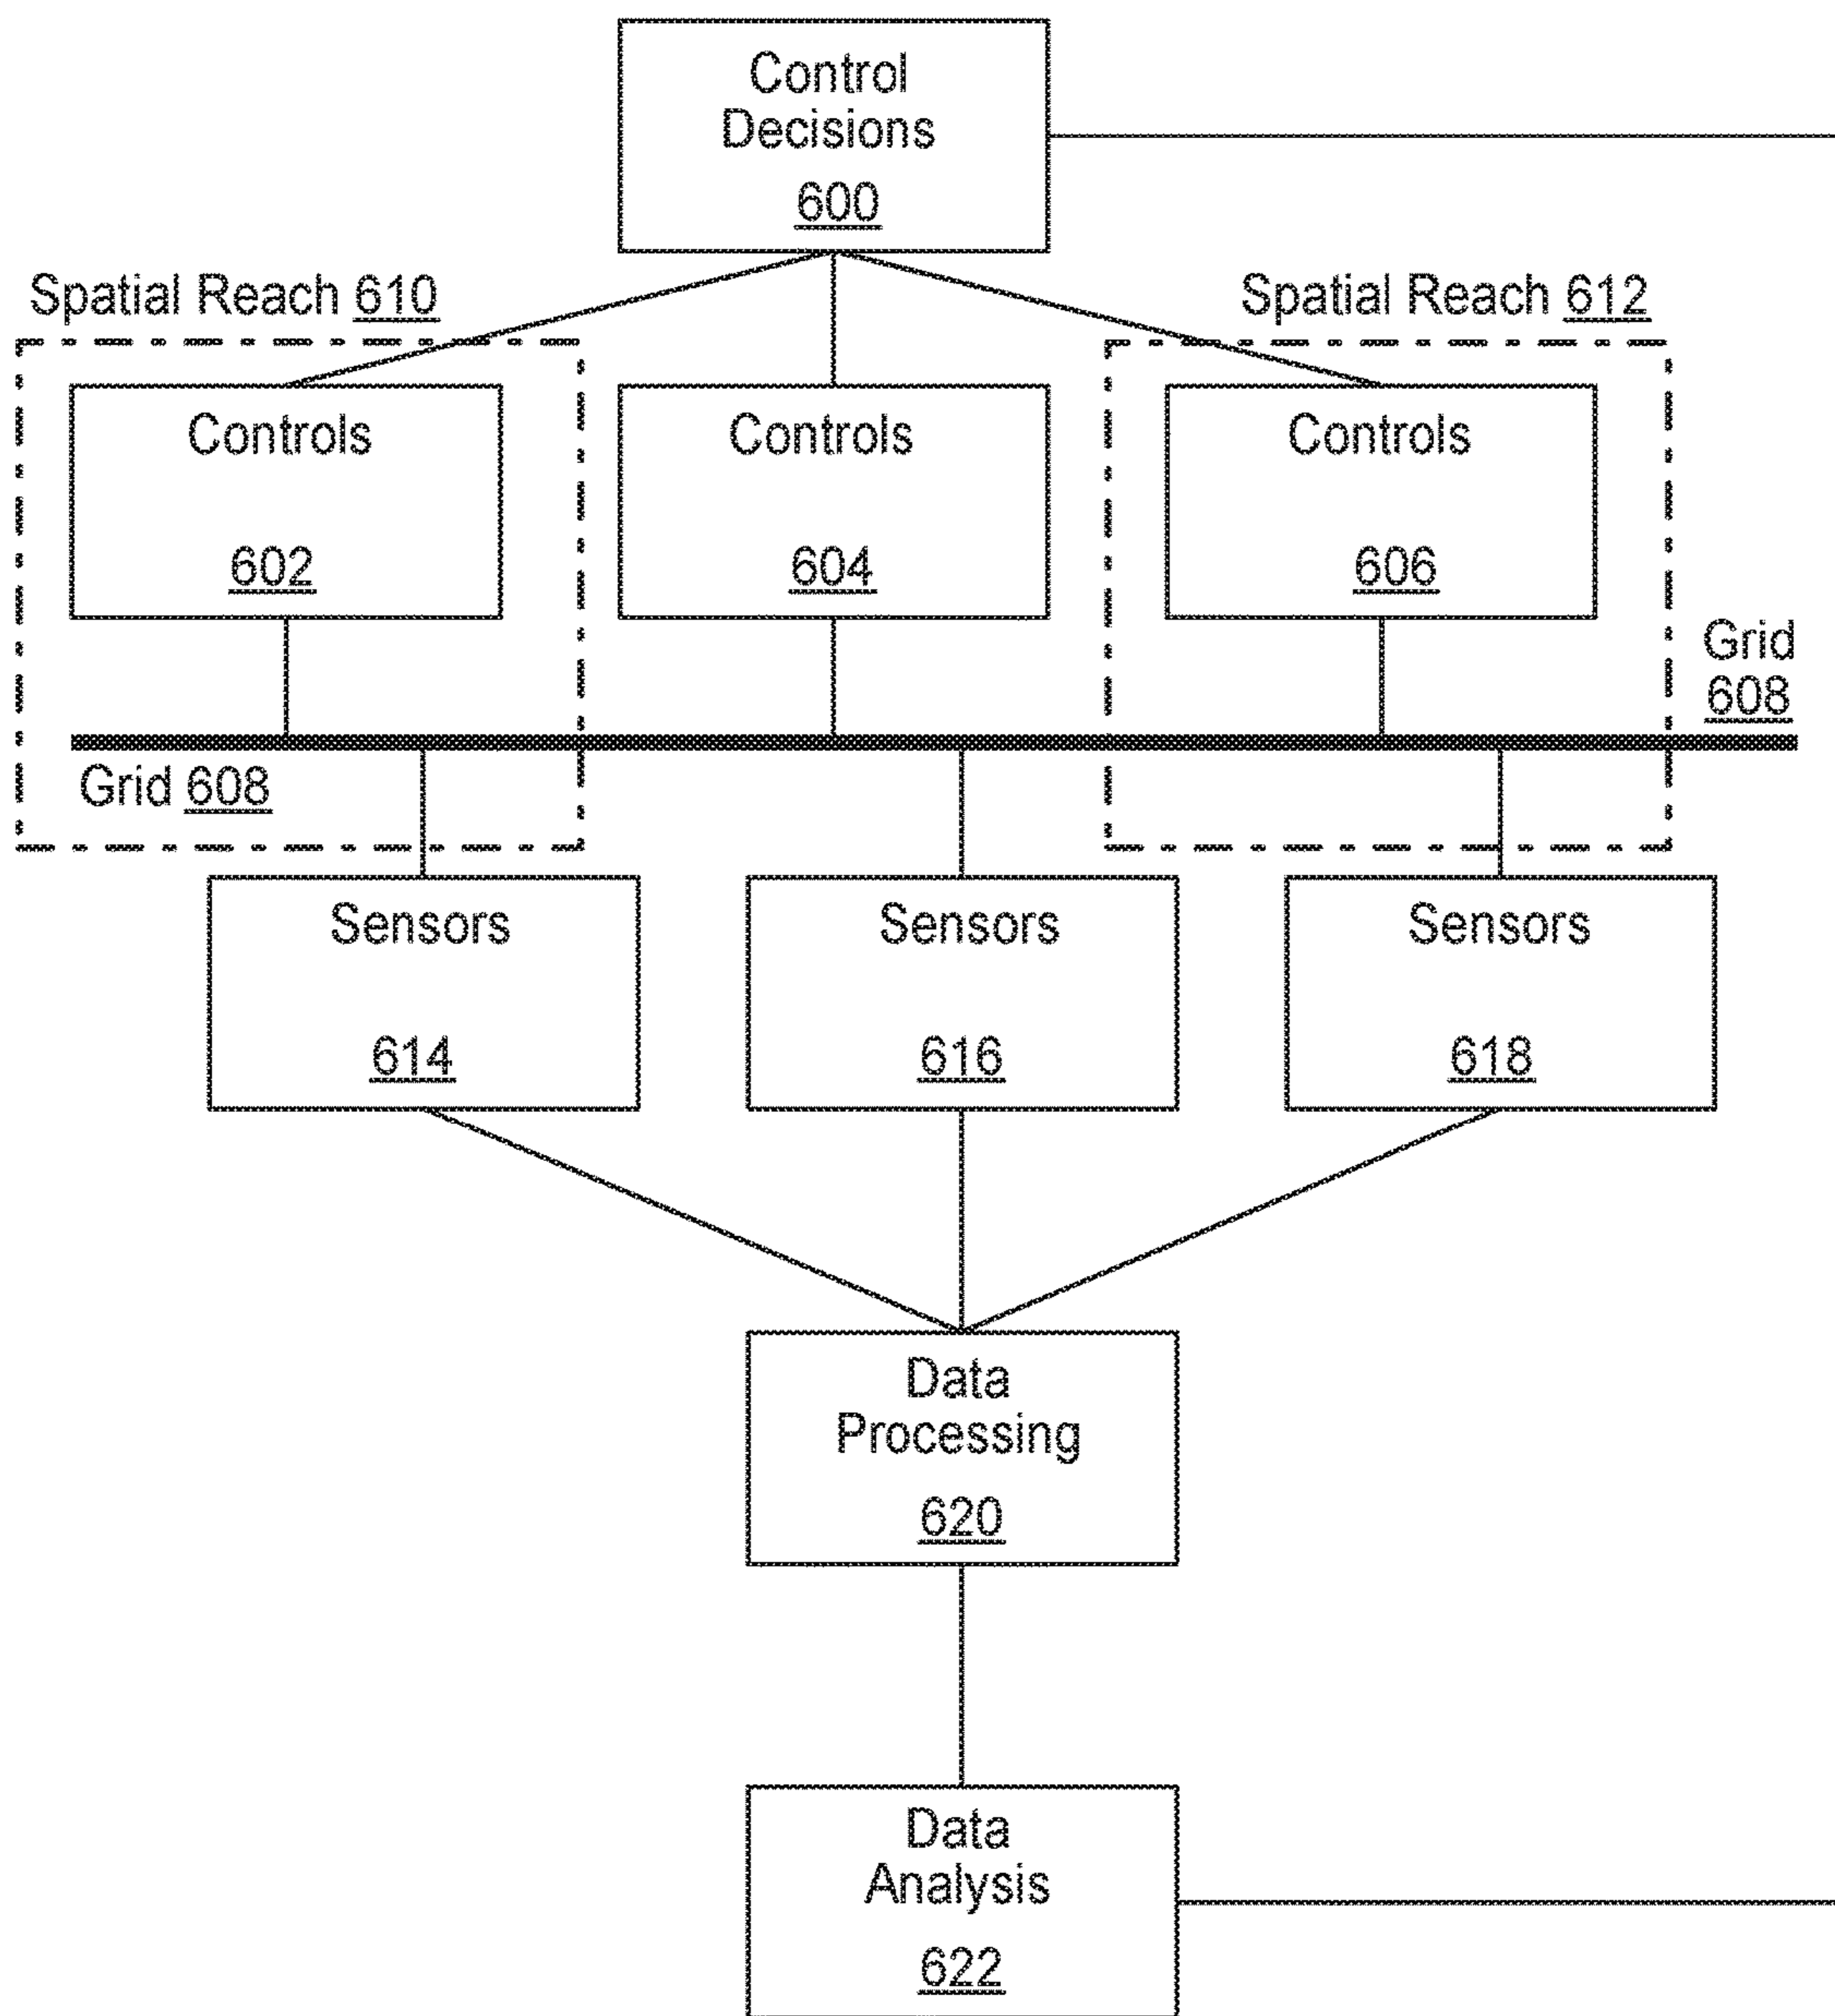 Control
Decisions
600
Spatial Reach 610
Spatial Reach 612
Controls
602
Controls
604
Controls
606
Grid
608
Grid 608
Sensors
614
Sensors
616
Sensors
618
Data
Processing
620
Data
Analysis
622